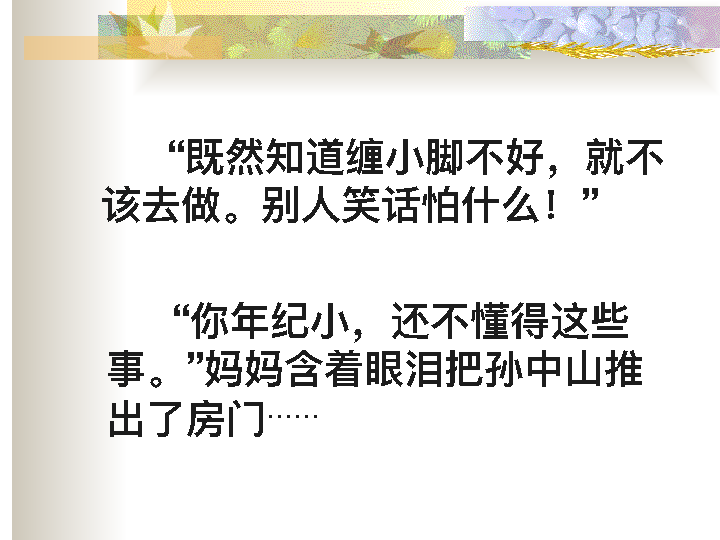 “既然知道缠小脚不好，就不
该去做。别人笑话怕什么！”
“你年纪小，还不懂得这些
事。”妈妈含着眼泪把孙中山推
出了房门……